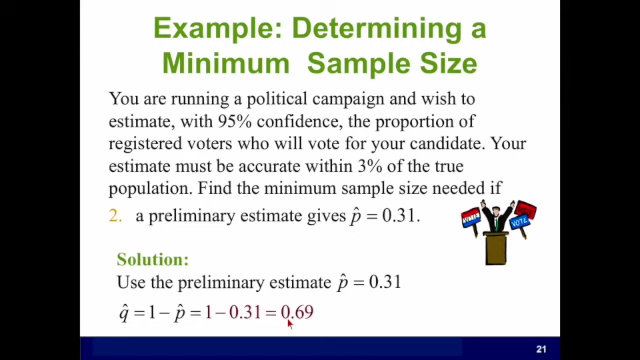 Example: Determining a
Minimum Sample Size
You are running a political campaign and wish to
estimate, with 95% confidence, the proportion of
registered voters who will vote for your candidate. Your
estimate must be accurate within 3% of the true
population. Find the minimum sample size needed if
2. a preliminary estimate gives p̂ = 0.31.
VOTE
Solution:
Use the preliminary estimate p̂ = 0.31
q̂ = 1 − p̂ = 1 − 0.31 = 0.69
21